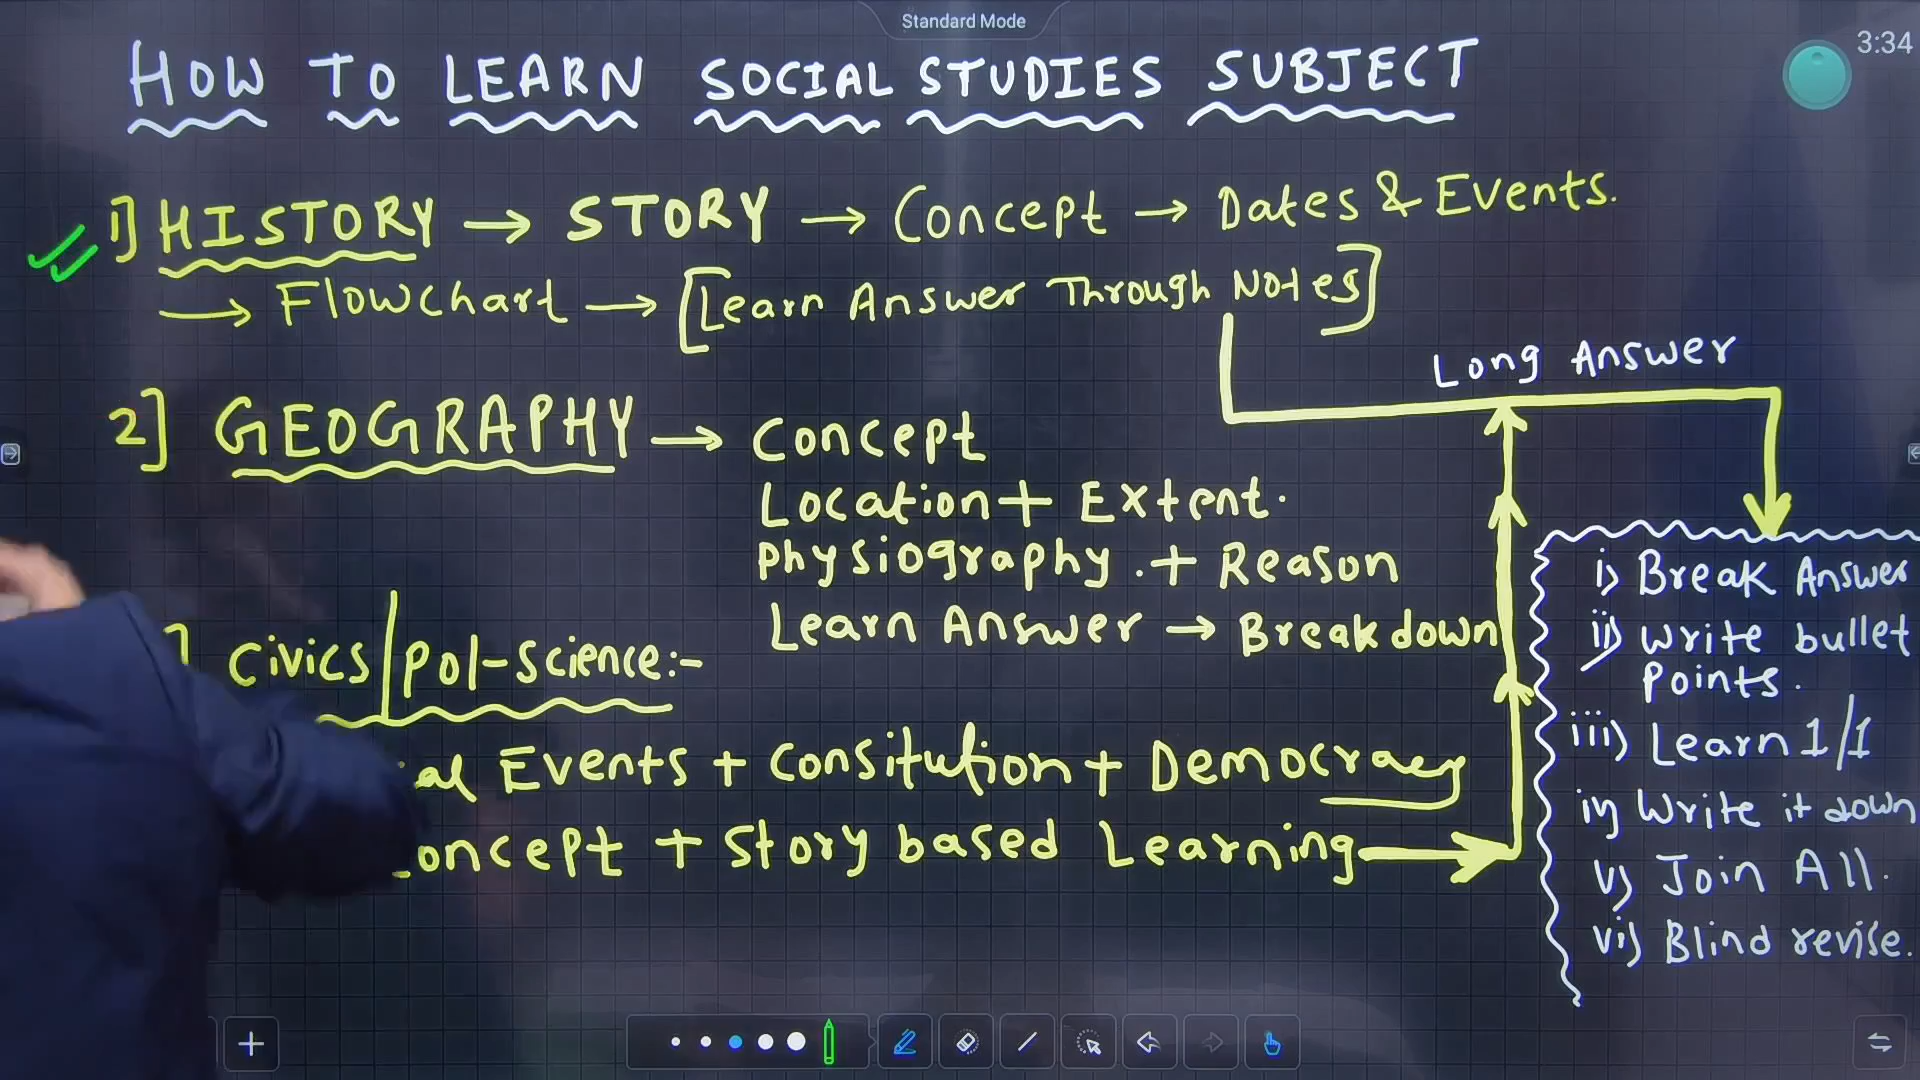 Standard Mode
3:34
HOW TO LEARN SOCIAL STUDIES SUBJECT
1] HISTORY → STORY → Concept → Dates & Events.
→ Flowchart → [Learn Answer Through Notes]
Long Answer
2] GEOGRAPHY → Concept
Location + Extent.
Physiography . + Reason
Learn Answer → Breakdown
] Civics/Pol-Science:-
Events + Consitution + Democracy
+ Story based Learning
i) Break Answer
ii) Write bullet
Points.
iii) Learn 1/1
iv) Write it down
v) Join All.
vi) Blind revise.